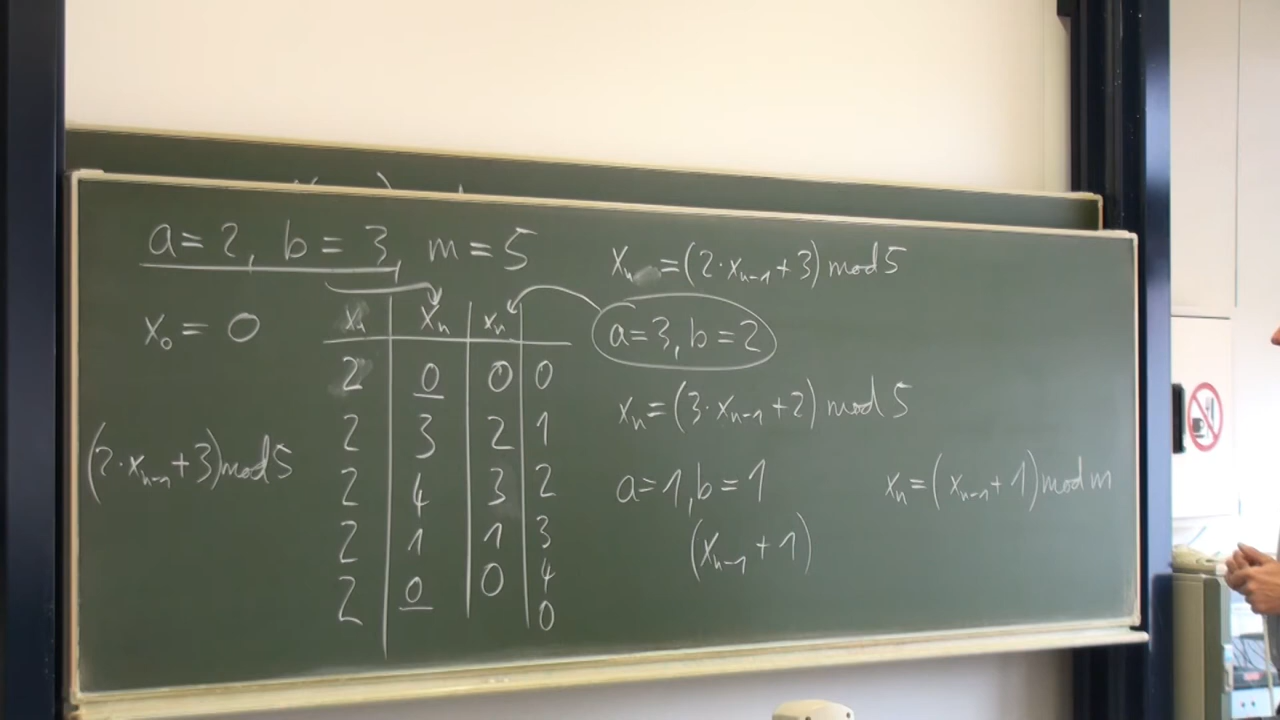 a=2, b=3, m=5
x₀=0
(2·xₙ₋₁+3)mod5
xₙ xₙ xₙ
2 0 0 0
2 3 2 1
2 4 3 2
2 1 1 3
2 0 0 4
0
xₙ=(2·xₙ₋₁+3) mod 5
a=3, b=2
xₙ=(3·xₙ₋₁+2) mod 5
a=1, b=1
(xₙ₋₁+1)
xₙ=(xₙ₋₁+1) mod m